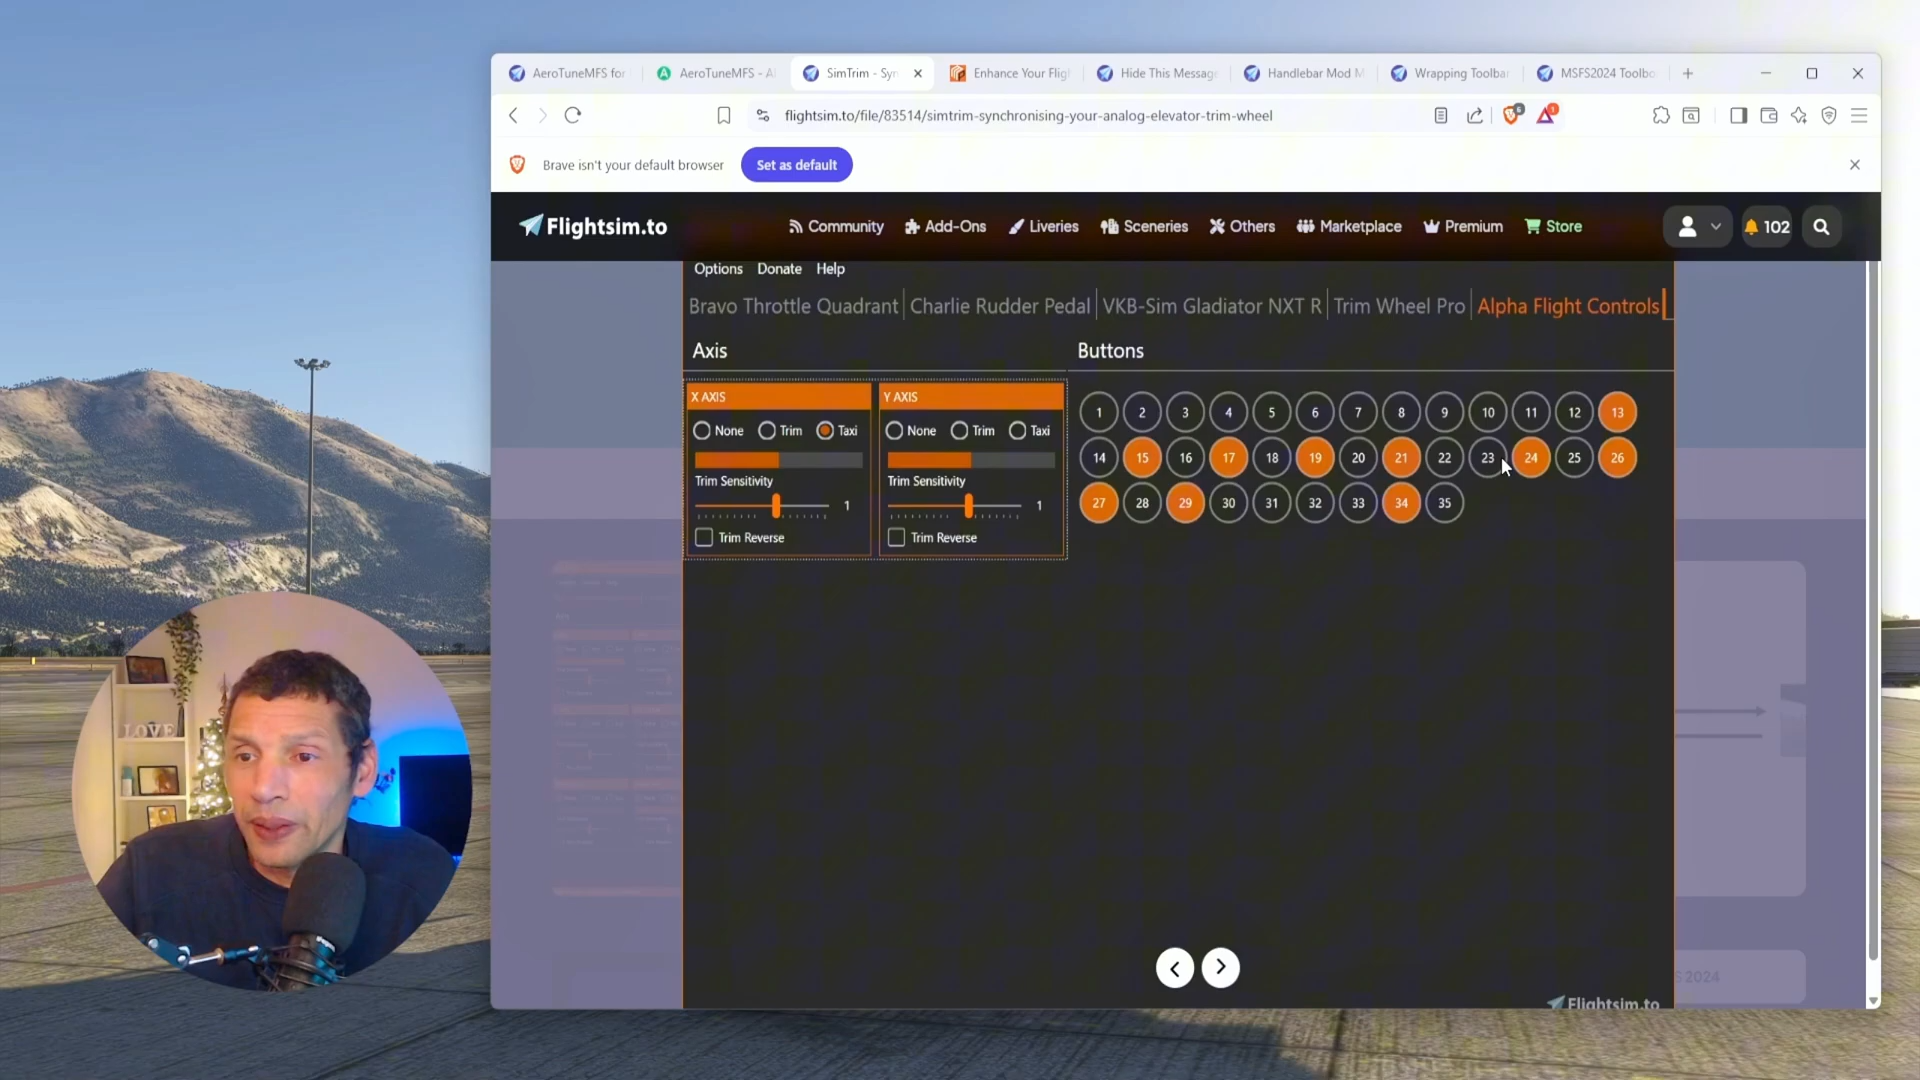 AeroTuneMFS for
AeroTuneMFS - A
SimTrim - Syn
Enhance Your Fligh
Hide This Message
Handlebar Mod M
Wrapping Toolbar
MSFS2024 Toolbo
flightsim.to/file/83514/simtrim-synchronising-your-analog-elevator-trim-wheel
6
1
Brave isn't your default browser
Set as default
Flightsim.to
Community
Add-Ons
Liveries
Sceneries
Others
Marketplace
Premium
Store
102
Options Donate Help
Bravo Throttle Quadrant
Charlie Rudder Pedal
VKB-Sim Gladiator NXT R
Trim Wheel Pro
Alpha Flight Controls
Axis
X AXIS
None Trim Taxi
Trim Sensitivity
1
Trim Reverse
Y AXIS
None Trim Taxi
Trim Sensitivity
1
Trim Reverse
Buttons
1 2 3 4 5 6 7 8 9 10 11 12 13
14 15 16 17 18 19 20 21 22 23 24 25 26
27 28 29 30 31 32 33 34 35
LOVE
S 2024
Flightsim.to